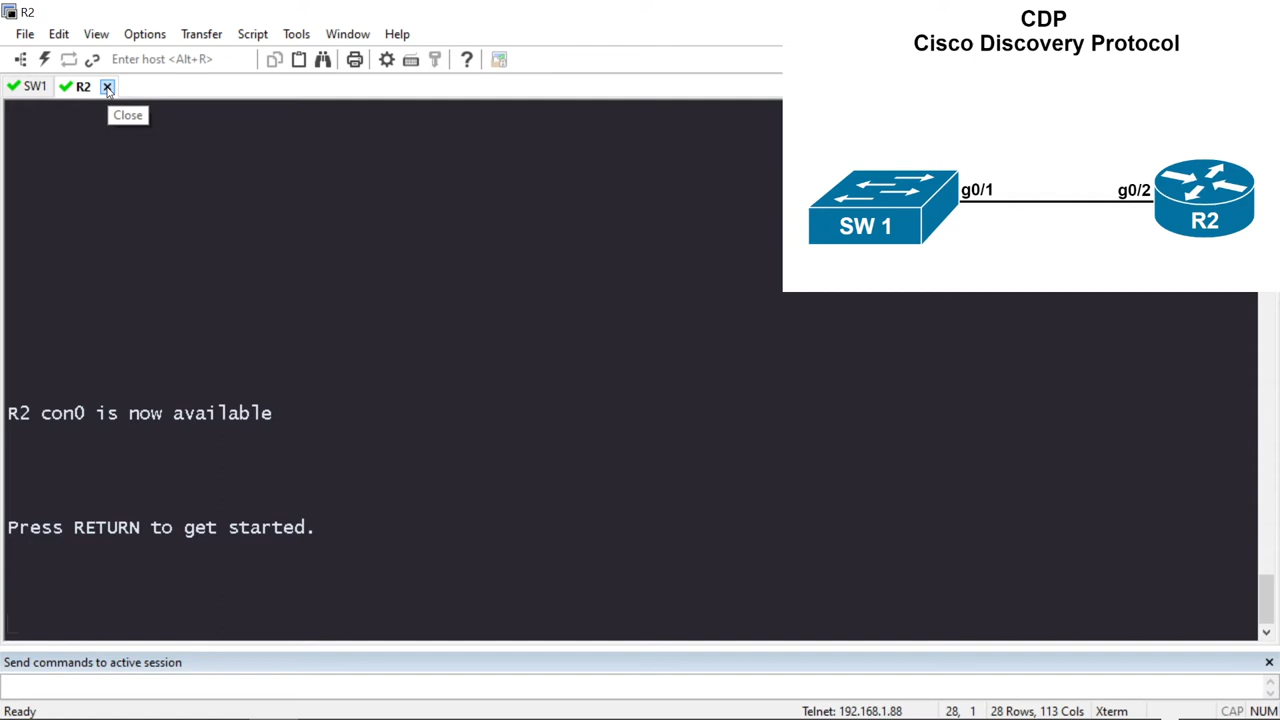 R2
File Edit View Options Transfer Script Tools Window Help
Enter host <Alt+R>
SW1 R2
Close
CDP
Cisco Discovery Protocol
g0/1 g0/2
SW 1 R2
R2 con0 is now available
Press RETURN to get started.
Send commands to active session
Ready Telnet: 192.168.1.88 28, 1 28 Rows, 113 Cols Xterm CAP NUM